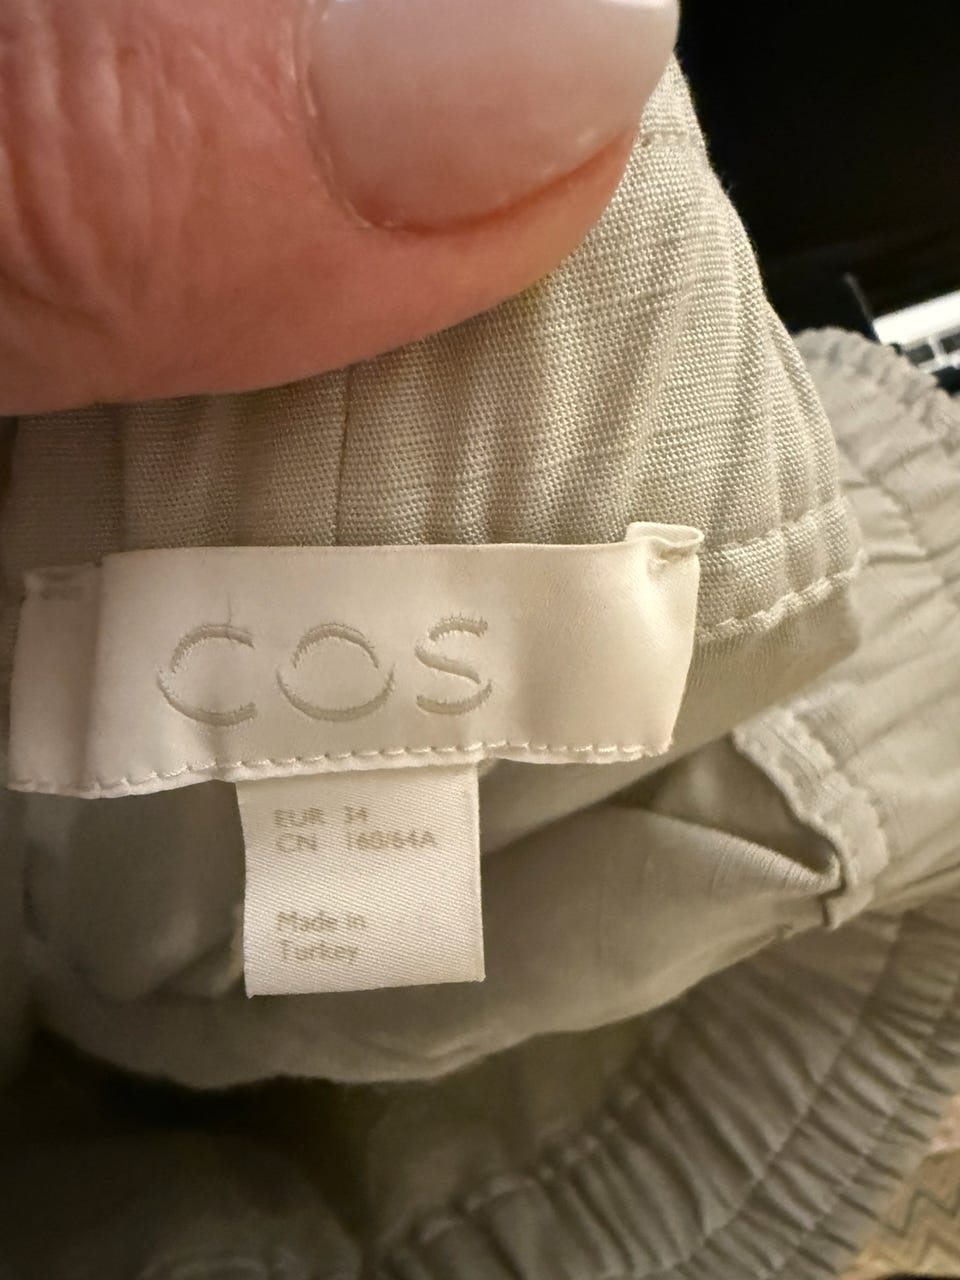 COS
EUR 34
CN 160/64A
Made in
Turkey